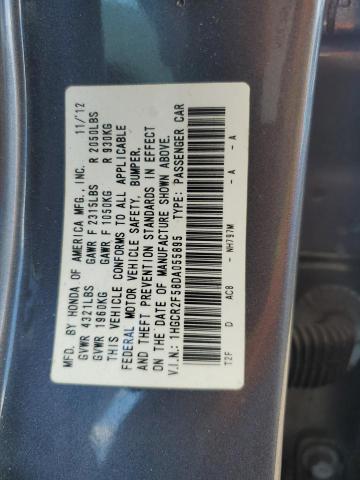 MFD. BY HONDA OF AMERICA MFG., INC. 11/12
GVWR 4321LBS GAWR F 2315LBS R 2050LBS
GVWR 1960KG GAWR F 1050KG R 930KG
THIS VEHICLE CONFORMS TO ALL APPLICABLE
FEDERAL MOTOR VEHICLE SAFETY, BUMPER,
AND THEFT PREVENTION STANDARDS IN EFFECT
ON THE DATE OF MANUFACTURE SHOWN ABOVE.
V.I.N.: 1HGCR2F58DA055895 TYPE: PASSENGER CAR
T2F D AC8 - NH797M - A - A